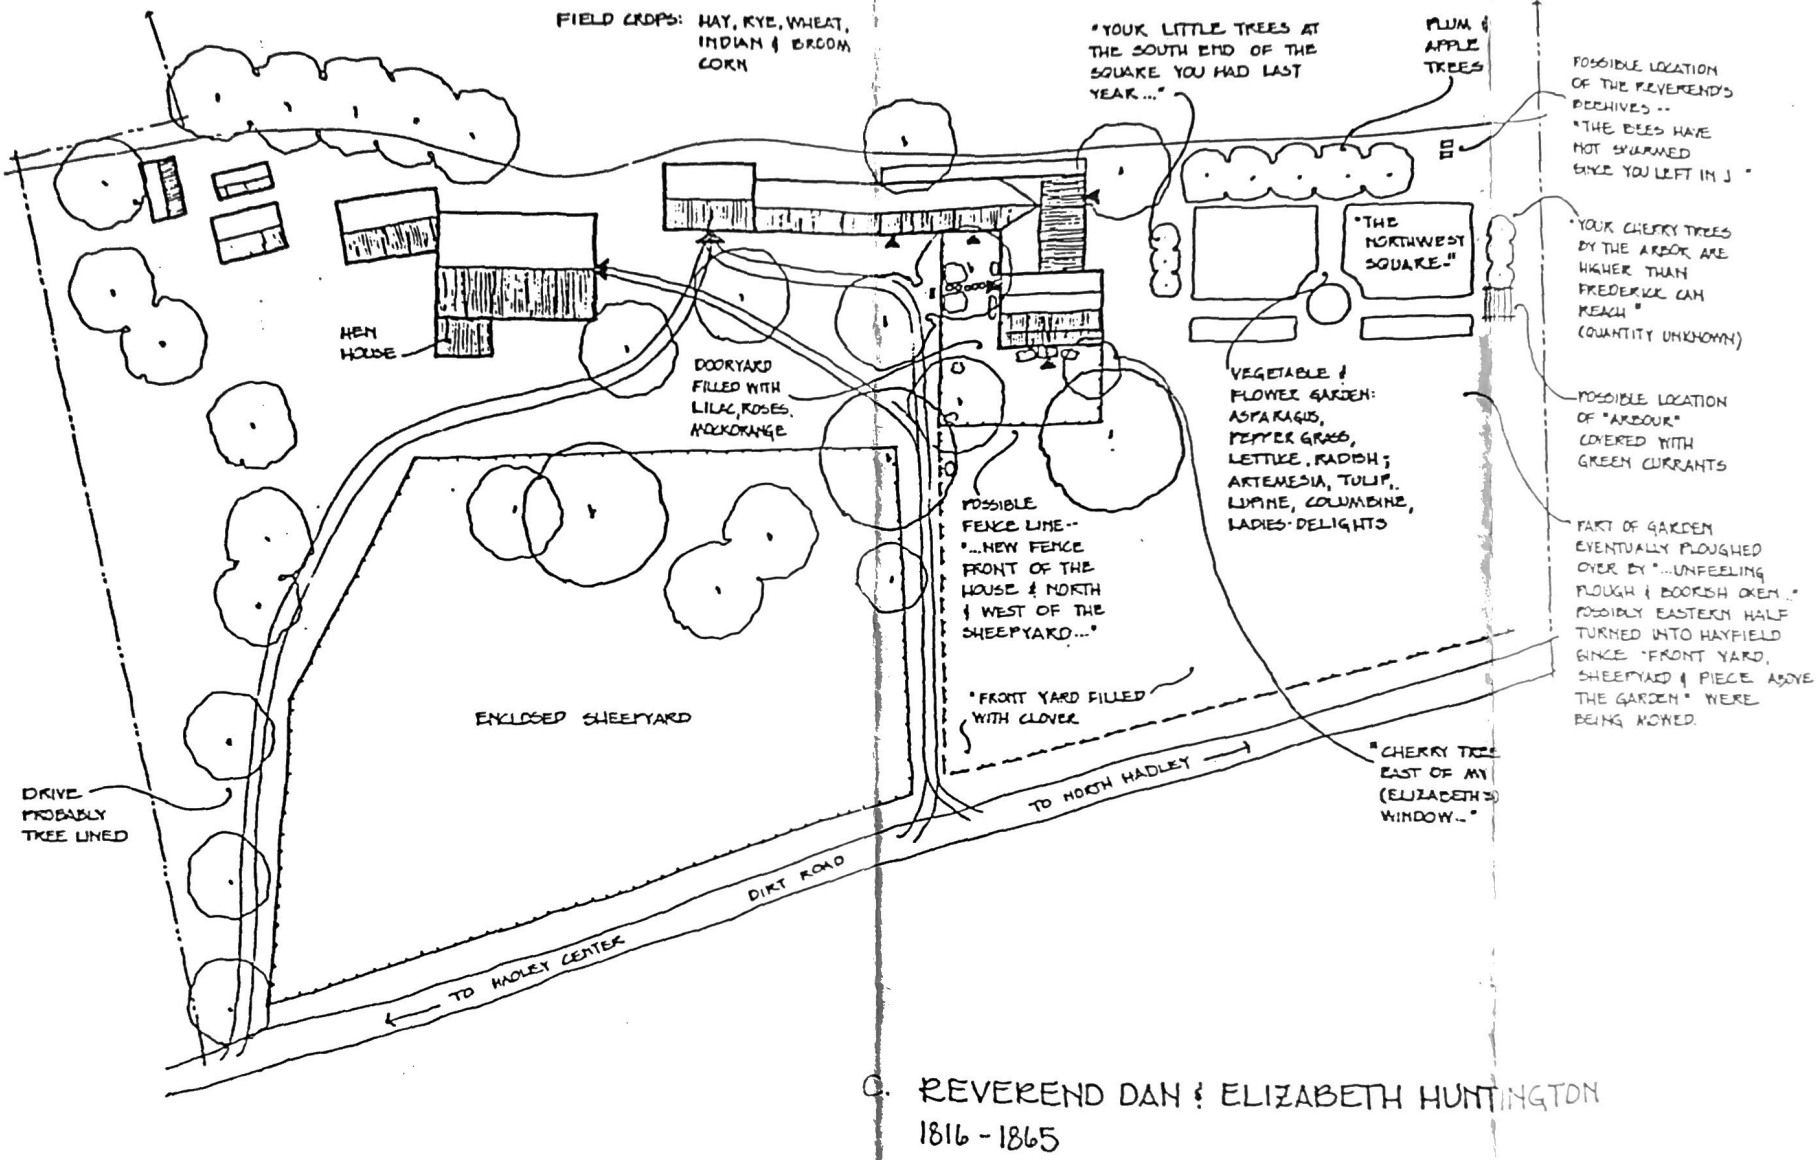 FIELD CROPS: HAY, RYE, WHEAT,
INDIAN & BROOM
CORN
"YOUR LITTLE TREES AT
THE SOUTH END OF THE
SQUARE YOU HAD LAST
YEAR..."
PLUM &
APPLE
TREES
POSSIBLE LOCATION
OF THE REVEREND'S
BEEHIVES --
"THE BEES HAVE
NOT SWARMED
SINCE YOU LEFT IN J "
"THE
NORTHWEST
SQUARE-"
"YOUR CHERRY TREES
BY THE ARBOR ARE
HIGHER THAN
FREDERICK CAN
REACH"
(QUANTITY UNKNOWN)
HEN
HOUSE
DOORYARD
FILLED WITH
LILAC, ROSES,
MOCKORANGE
VEGETABLE &
FLOWER GARDEN:
ASPARAGUS,
PEPPER GRASS,
LETTUCE, RADISH;
ARTEMESIA, TULIP,
LUPINE, COLUMBINE,
LADIES-DELIGHTS
POSSIBLE LOCATION
OF "ARBOUR"
COVERED WITH
GREEN CURRANTS
POSSIBLE
FENCE LINE--
"...NEW FENCE
FRONT OF THE
HOUSE & NORTH
& WEST OF THE
SHEEPYARD..."
PART OF GARDEN
EVENTUALLY PLOUGHED
OVER BY "...UNFEELING
PLOUGH & BOORISH OXEN..."
POSSIBLY EASTERN HALF
TURNED INTO HAYFIELD
SINCE "FRONT YARD,
SHEEPYARD & PIECE ABOVE
THE GARDEN" WERE
BEING MOWED.
"FRONT YARD FILLED
WITH CLOVER
ENCLOSED SHEEPYARD
"CHERRY TREE
EAST OF MY
(ELIZABETH'S)
WINDOW..."
DRIVE
PROBABLY
TREE LINED
TO NORTH HADLEY
DIRT ROAD
TO HADLEY CENTER
C. REVEREND DAN & ELIZABETH HUNTINGTON
1816 - 1865